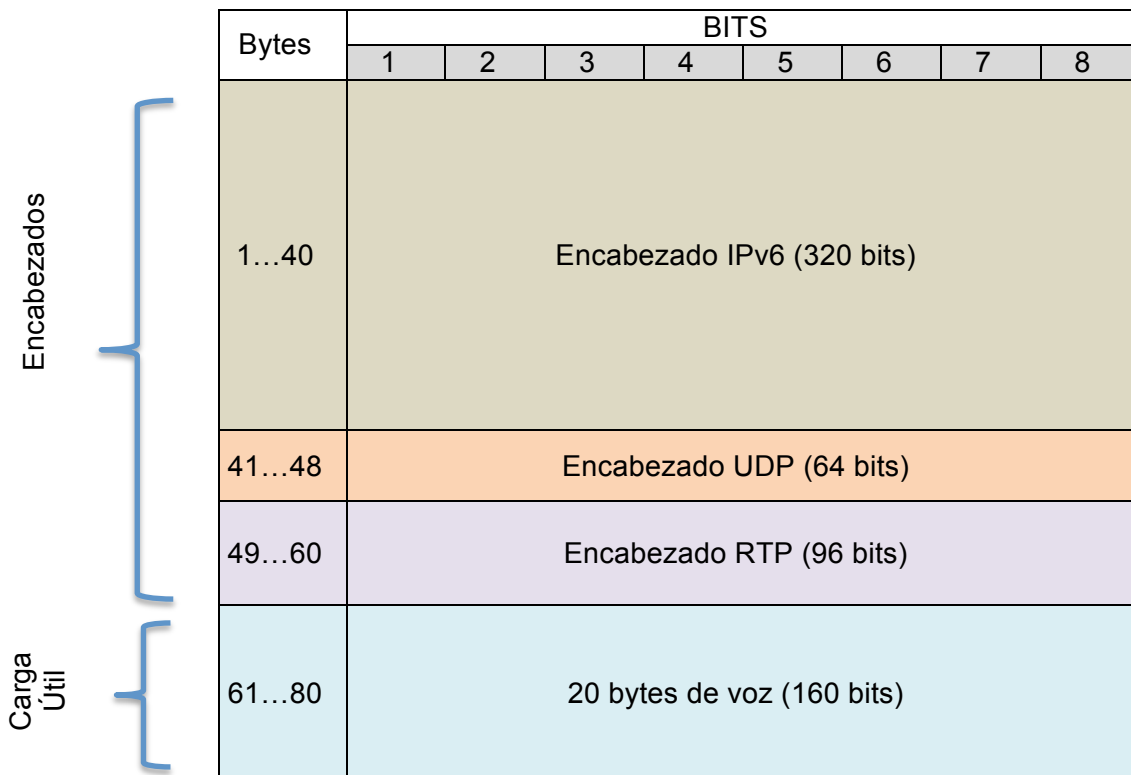 Bytes
BITS
1 2 3 4 5 6 7 8
Encabezados
1…40
Encabezado IPv6 (320 bits)
41…48
Encabezado UDP (64 bits)
49…60
Encabezado RTP (96 bits)
Carga
Útil
61…80
20 bytes de voz (160 bits)